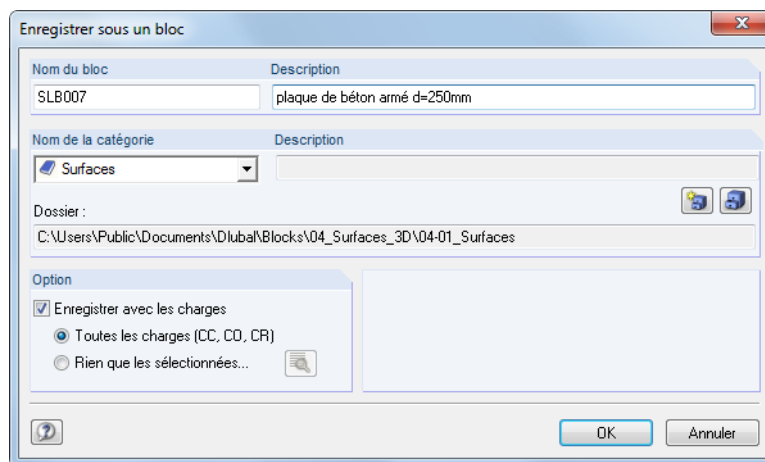 Enregistrer sous un bloc
Nom du bloc Description
SLB007 plaque de béton armé d=250mm
Nom de la catégorie Description
Surfaces
Dossier :
C:\Users\Public\Documents\Dlubal\Blocks\04_Surfaces_3D\04-01_Surfaces
Option
Enregistrer avec les charges
Toutes les charges (CC, CO, CR)
Rien que les sélectionnées...
OK Annuler